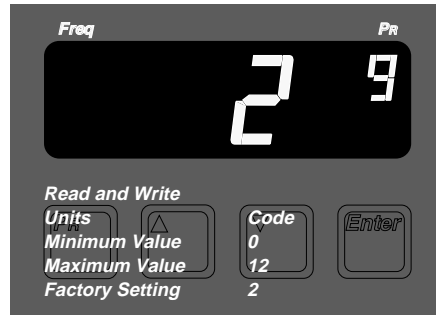 Freq PR
2 9
Read and Write
PR
Units Code Enter
Minimum Value 0
Maximum Value 12
Factory Setting 2